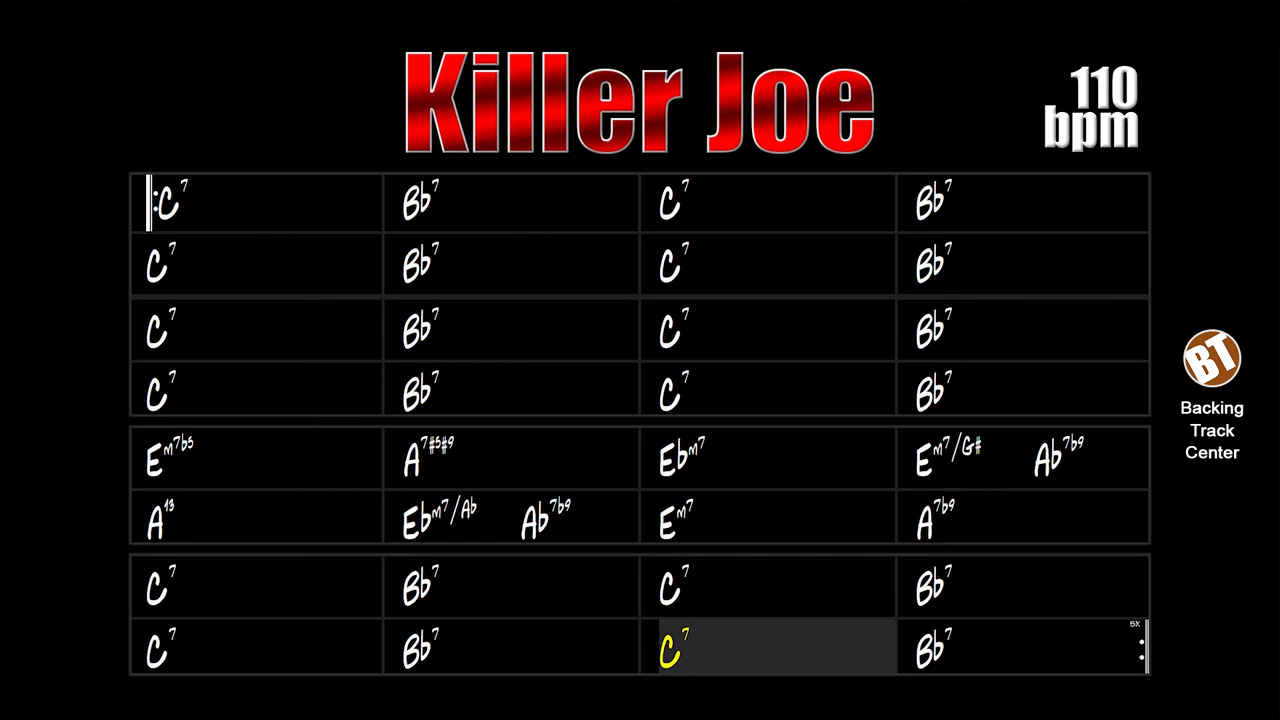 Killer Joe
110
bpm
C7 Bb7 C7 Bb7
C7 Bb7 C7 Bb7
C7 Bb7 C7 Bb7
C7 Bb7 C7 Bb7
Em7b5 A7#5#9 Ebm7 Em7/G# Ab7b9
A13 Ebm7/Ab Ab7b9 Em7 A7b9
C7 Bb7 C7 Bb7
C7 Bb7 C7 Bb7 5X
BT
Backing
Track
Center